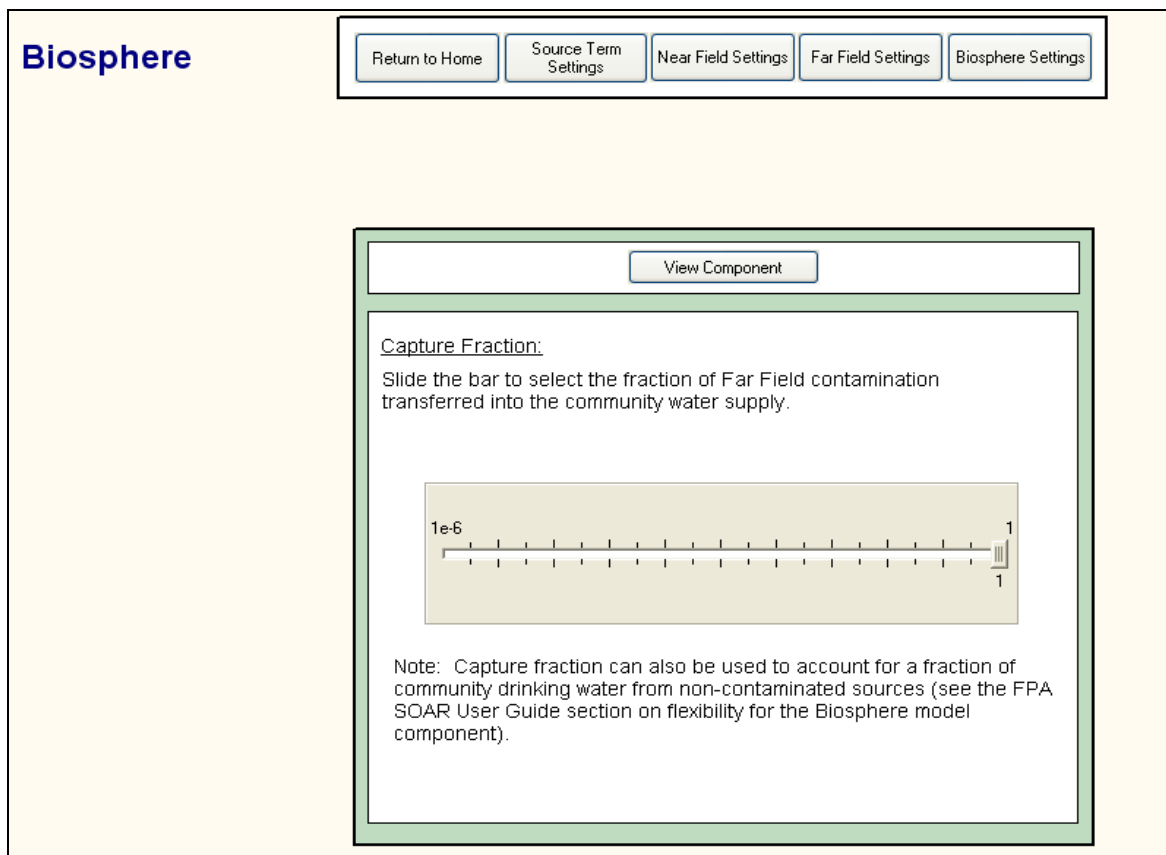 Biosphere
Return to Home
Source Term
Settings
Near Field Settings
Far Field Settings
Biosphere Settings
View Component
Capture Fraction:
Slide the bar to select the fraction of Far Field contamination
transferred into the community water supply.
1e-6
1
1
Note:  Capture fraction can also be used to account for a fraction of
community drinking water from non-contaminated sources (see the FPA
SOAR User Guide section on flexibility for the Biosphere model
component).